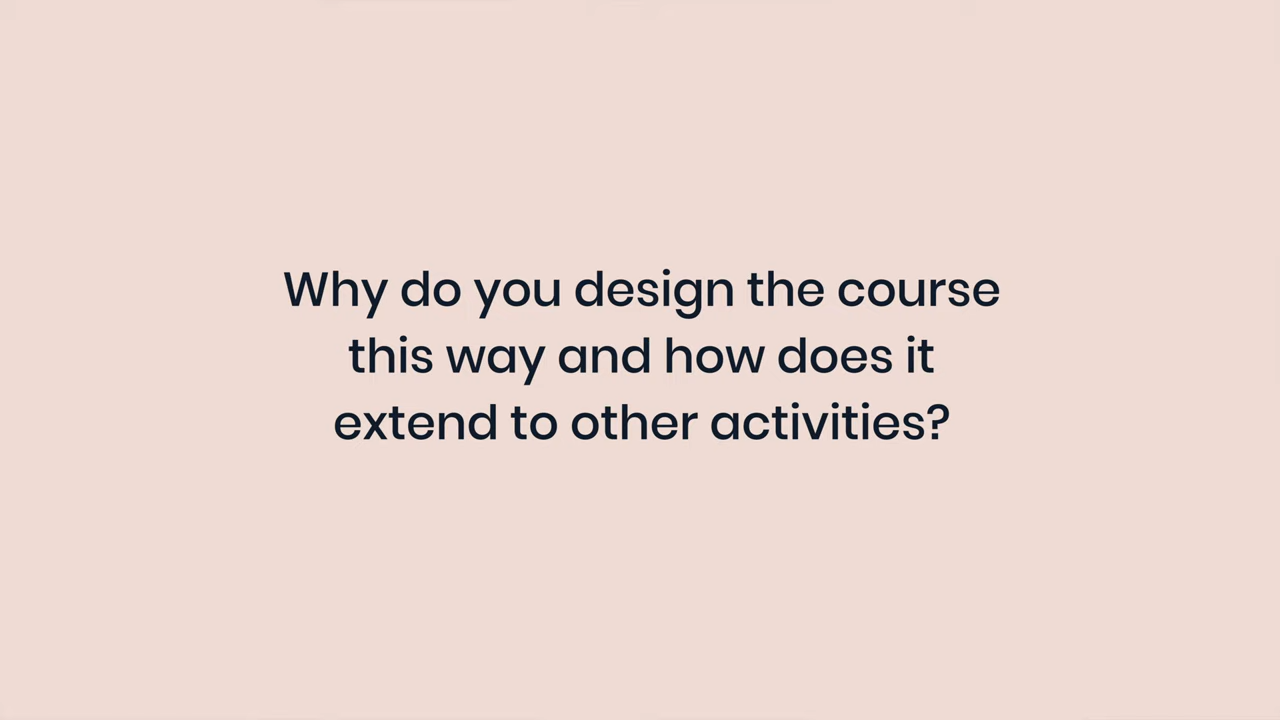 Why do you design the course
this way and how does it
extend to other activities?